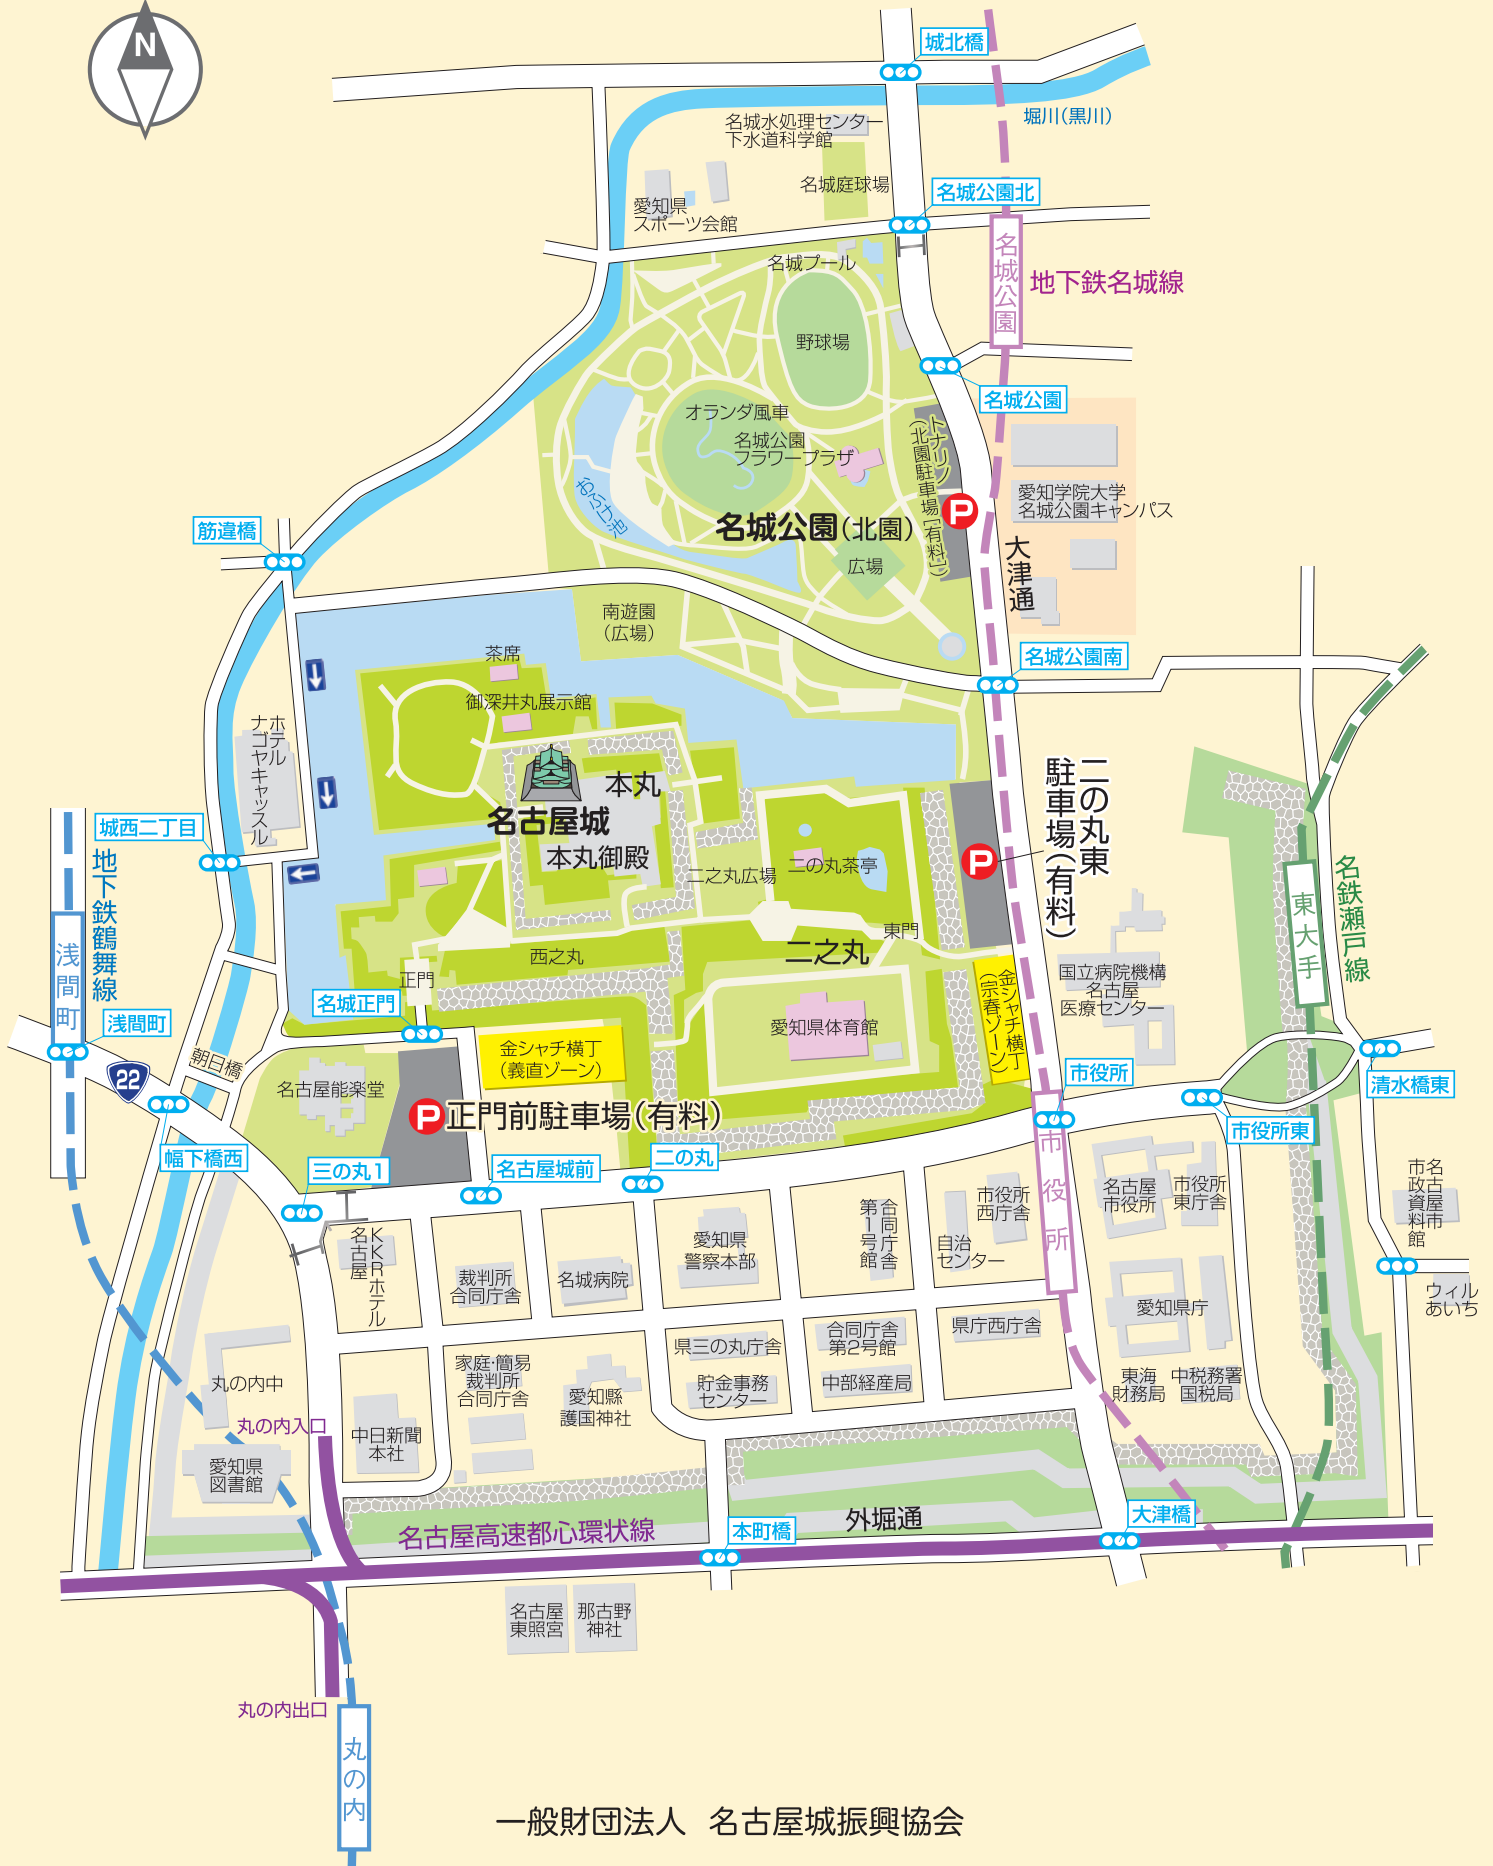 N
城北橋
堀川(黒川)
名城水処理センター
下水道科学館
名城庭球場
名城公園北
愛知県
スポーツ会館
名城プール
名城公園
地下鉄名城線
野球場
名城公園
オランダ風車
名城公園
フラワープラザ
トナリノ
(北園駐車場[有料])
P
愛知学院大学
名城公園キャンパス
おふけ池
名城公園(北園)
筋違橋
広場
大津通
南遊園
(広場)
名城公園南
茶席
御深井丸展示館
ホテル
ナゴヤキャッスル
本丸
名古屋城
本丸御殿
二の丸東
駐車場(有料)
P
城西二丁目
地下鉄鶴舞線
二之丸広場
二の丸茶亭
東門
二之丸
西之丸
正門
名城正門
浅間町
浅間町
名鉄瀬戸線
東大手
国立病院機構
名古屋
医療センター
金シャチ横丁
(宗春ゾーン)
愛知県体育館
金シャチ横丁
(義直ゾーン)
朝日橋
22
名古屋能楽堂
P
正門前駐車場(有料)
市役所
清水橋東
市役所東
幅下橋西
三の丸1
名古屋城前
二の丸
市役所
名古屋
市役所
市役所
東庁舎
市役所
西庁舎
自治
センター
合同庁舎
第1号館
愛知県
警察本部
名城病院
裁判所
合同庁舎
KKRホテル
名古屋
市政資料館
名古屋市
ウィル
あいち
愛知県庁
県庁西庁舎
合同庁舎
第2号館
県三の丸庁舎
中部経産局
貯金事務
センター
東海
財務局
中税務署
国税局
家庭・簡易
裁判所
合同庁舎
愛知縣
護国神社
丸の内中
丸の内入口
中日新聞
本社
愛知県
図書館
名古屋高速都心環状線
外堀通
本町橋
大津橋
名古屋
東照宮
那古野
神社
丸の内出口
丸の内
一般財団法人 名古屋城振興協会